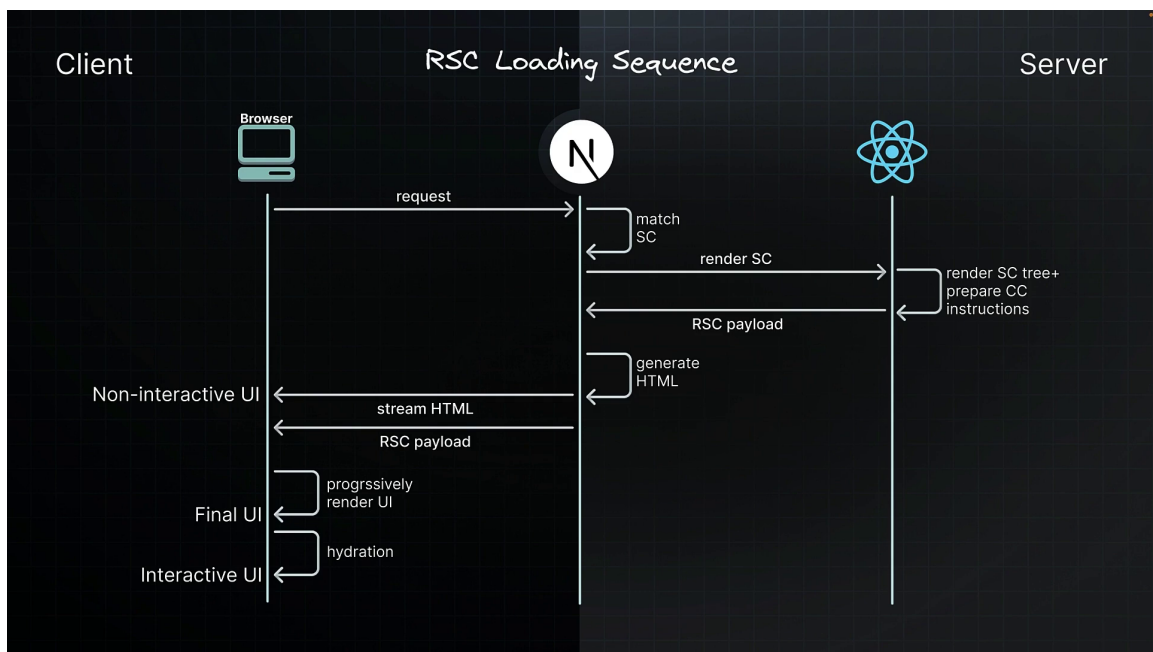 Client
RSC Loading Sequence
Server
Browser
N
request
match
SC
render SC
render SC tree+
prepare CC
instructions
RSC payload
generate
HTML
Non-interactive UI
stream HTML
RSC payload
progrssively
render UI
Final UI
hydration
Interactive UI